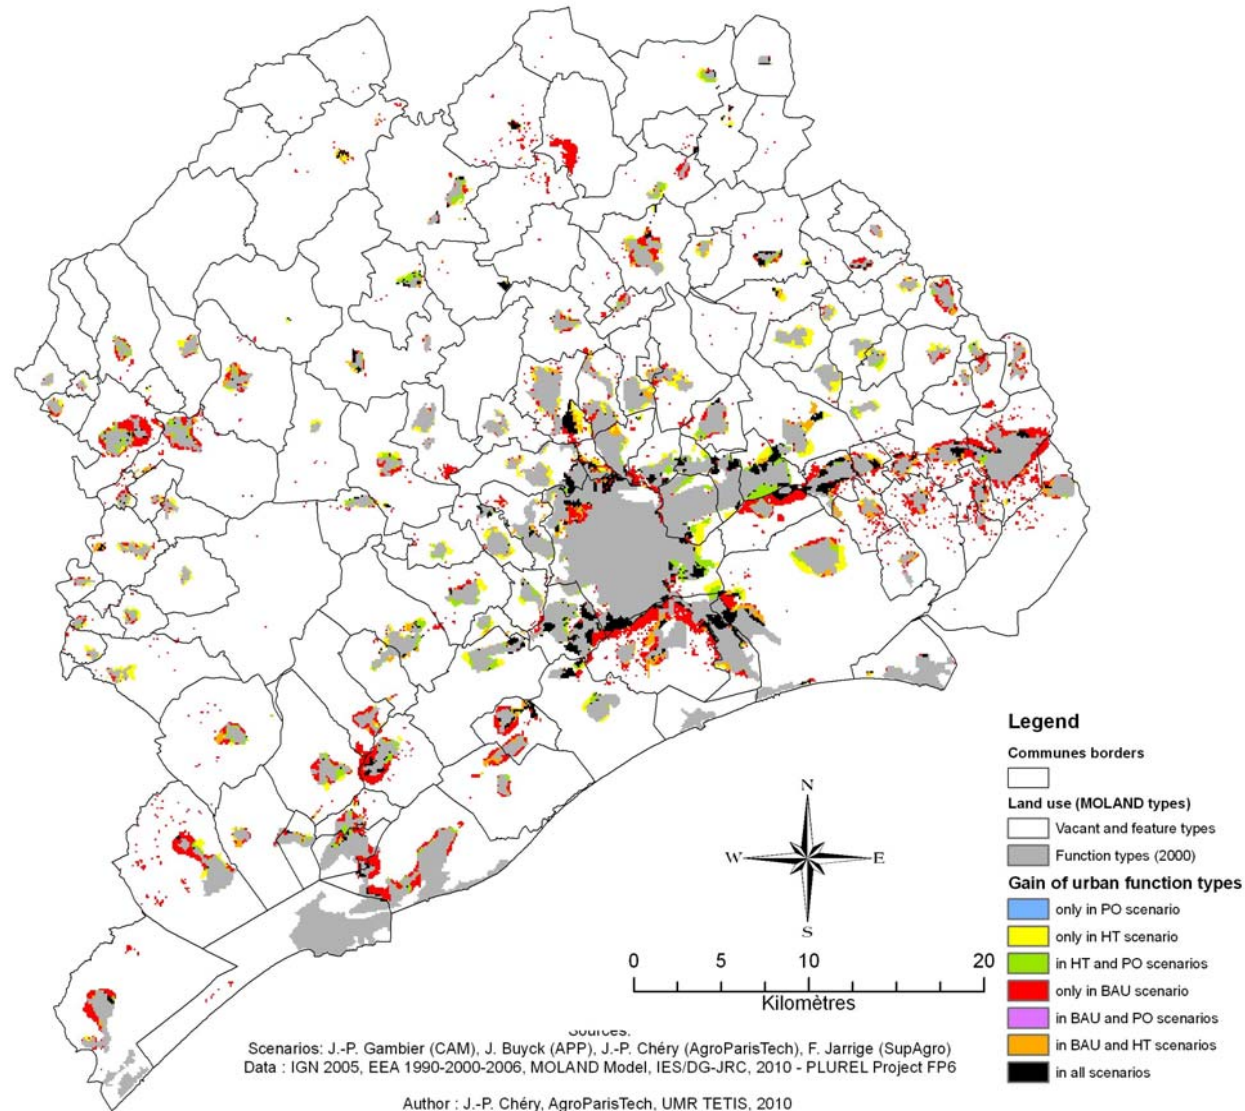 Legend
Communes borders
Land use (MOLAND types)
Vacant and feature types
Function types (2000)
Gain of urban function types
only in PO scenario
only in HT scenario
in HT and PO scenarios
only in BAU scenario
in BAU and PO scenarios
in BAU and HT scenarios
in all scenarios
N
W E
S
0 5 10 20
Kilomètres
Sources:
Scenarios: J.-P. Gambier (CAM), J. Buyck (APP), J.-P. Chéry (AgroParisTech), F. Jarrige (SupAgro)
Data : IGN 2005, EEA 1990-2000-2006, MOLAND Model, IES/DG-JRC, 2010 - PLUREL Project FP6
Author : J.-P. Chéry, AgroParisTech, UMR TETIS, 2010